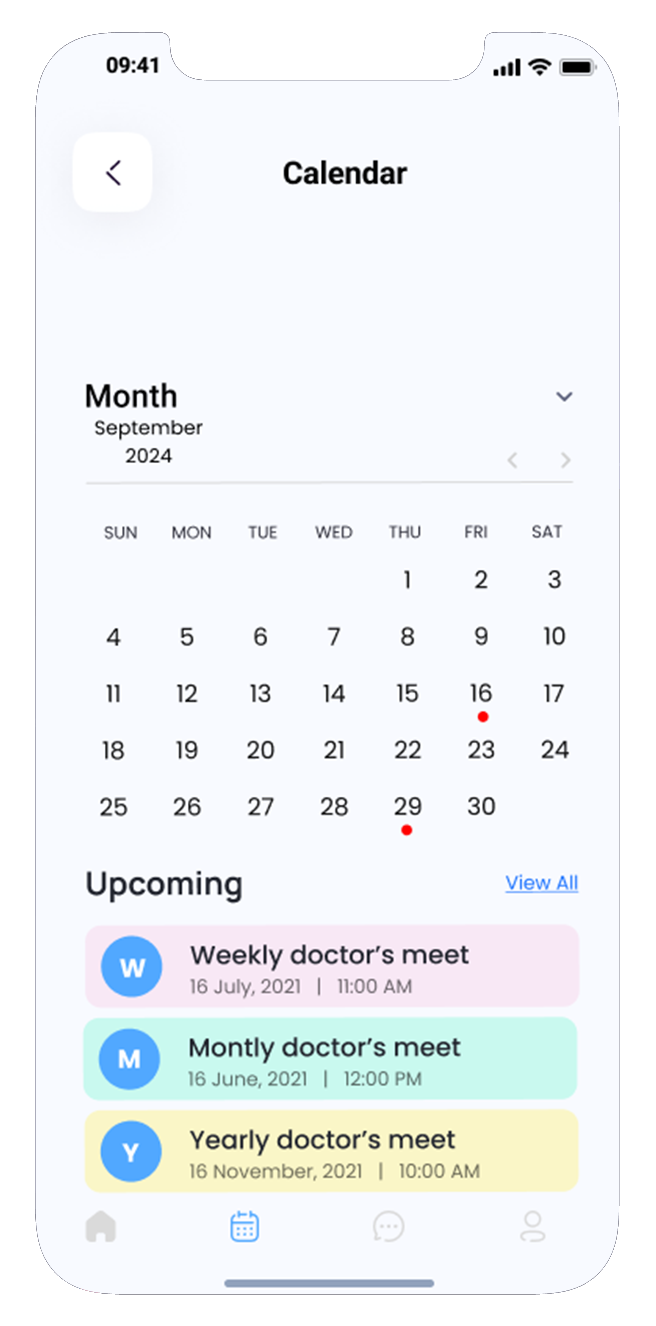 09:41
Calendar
Month
September
2024
SUN MON TUE WED THU FRI SAT
1 2 3
4 5 6 7 8 9 10
11 12 13 14 15 16 17
18 19 20 21 22 23 24
25 26 27 28 29 30
Upcoming View All
W Weekly doctor's meet
16 July, 2021 | 11:00 AM
M Montly doctor's meet
16 June, 2021 | 12:00 PM
Y Yearly doctor's meet
16 November, 2021 | 10:00 AM